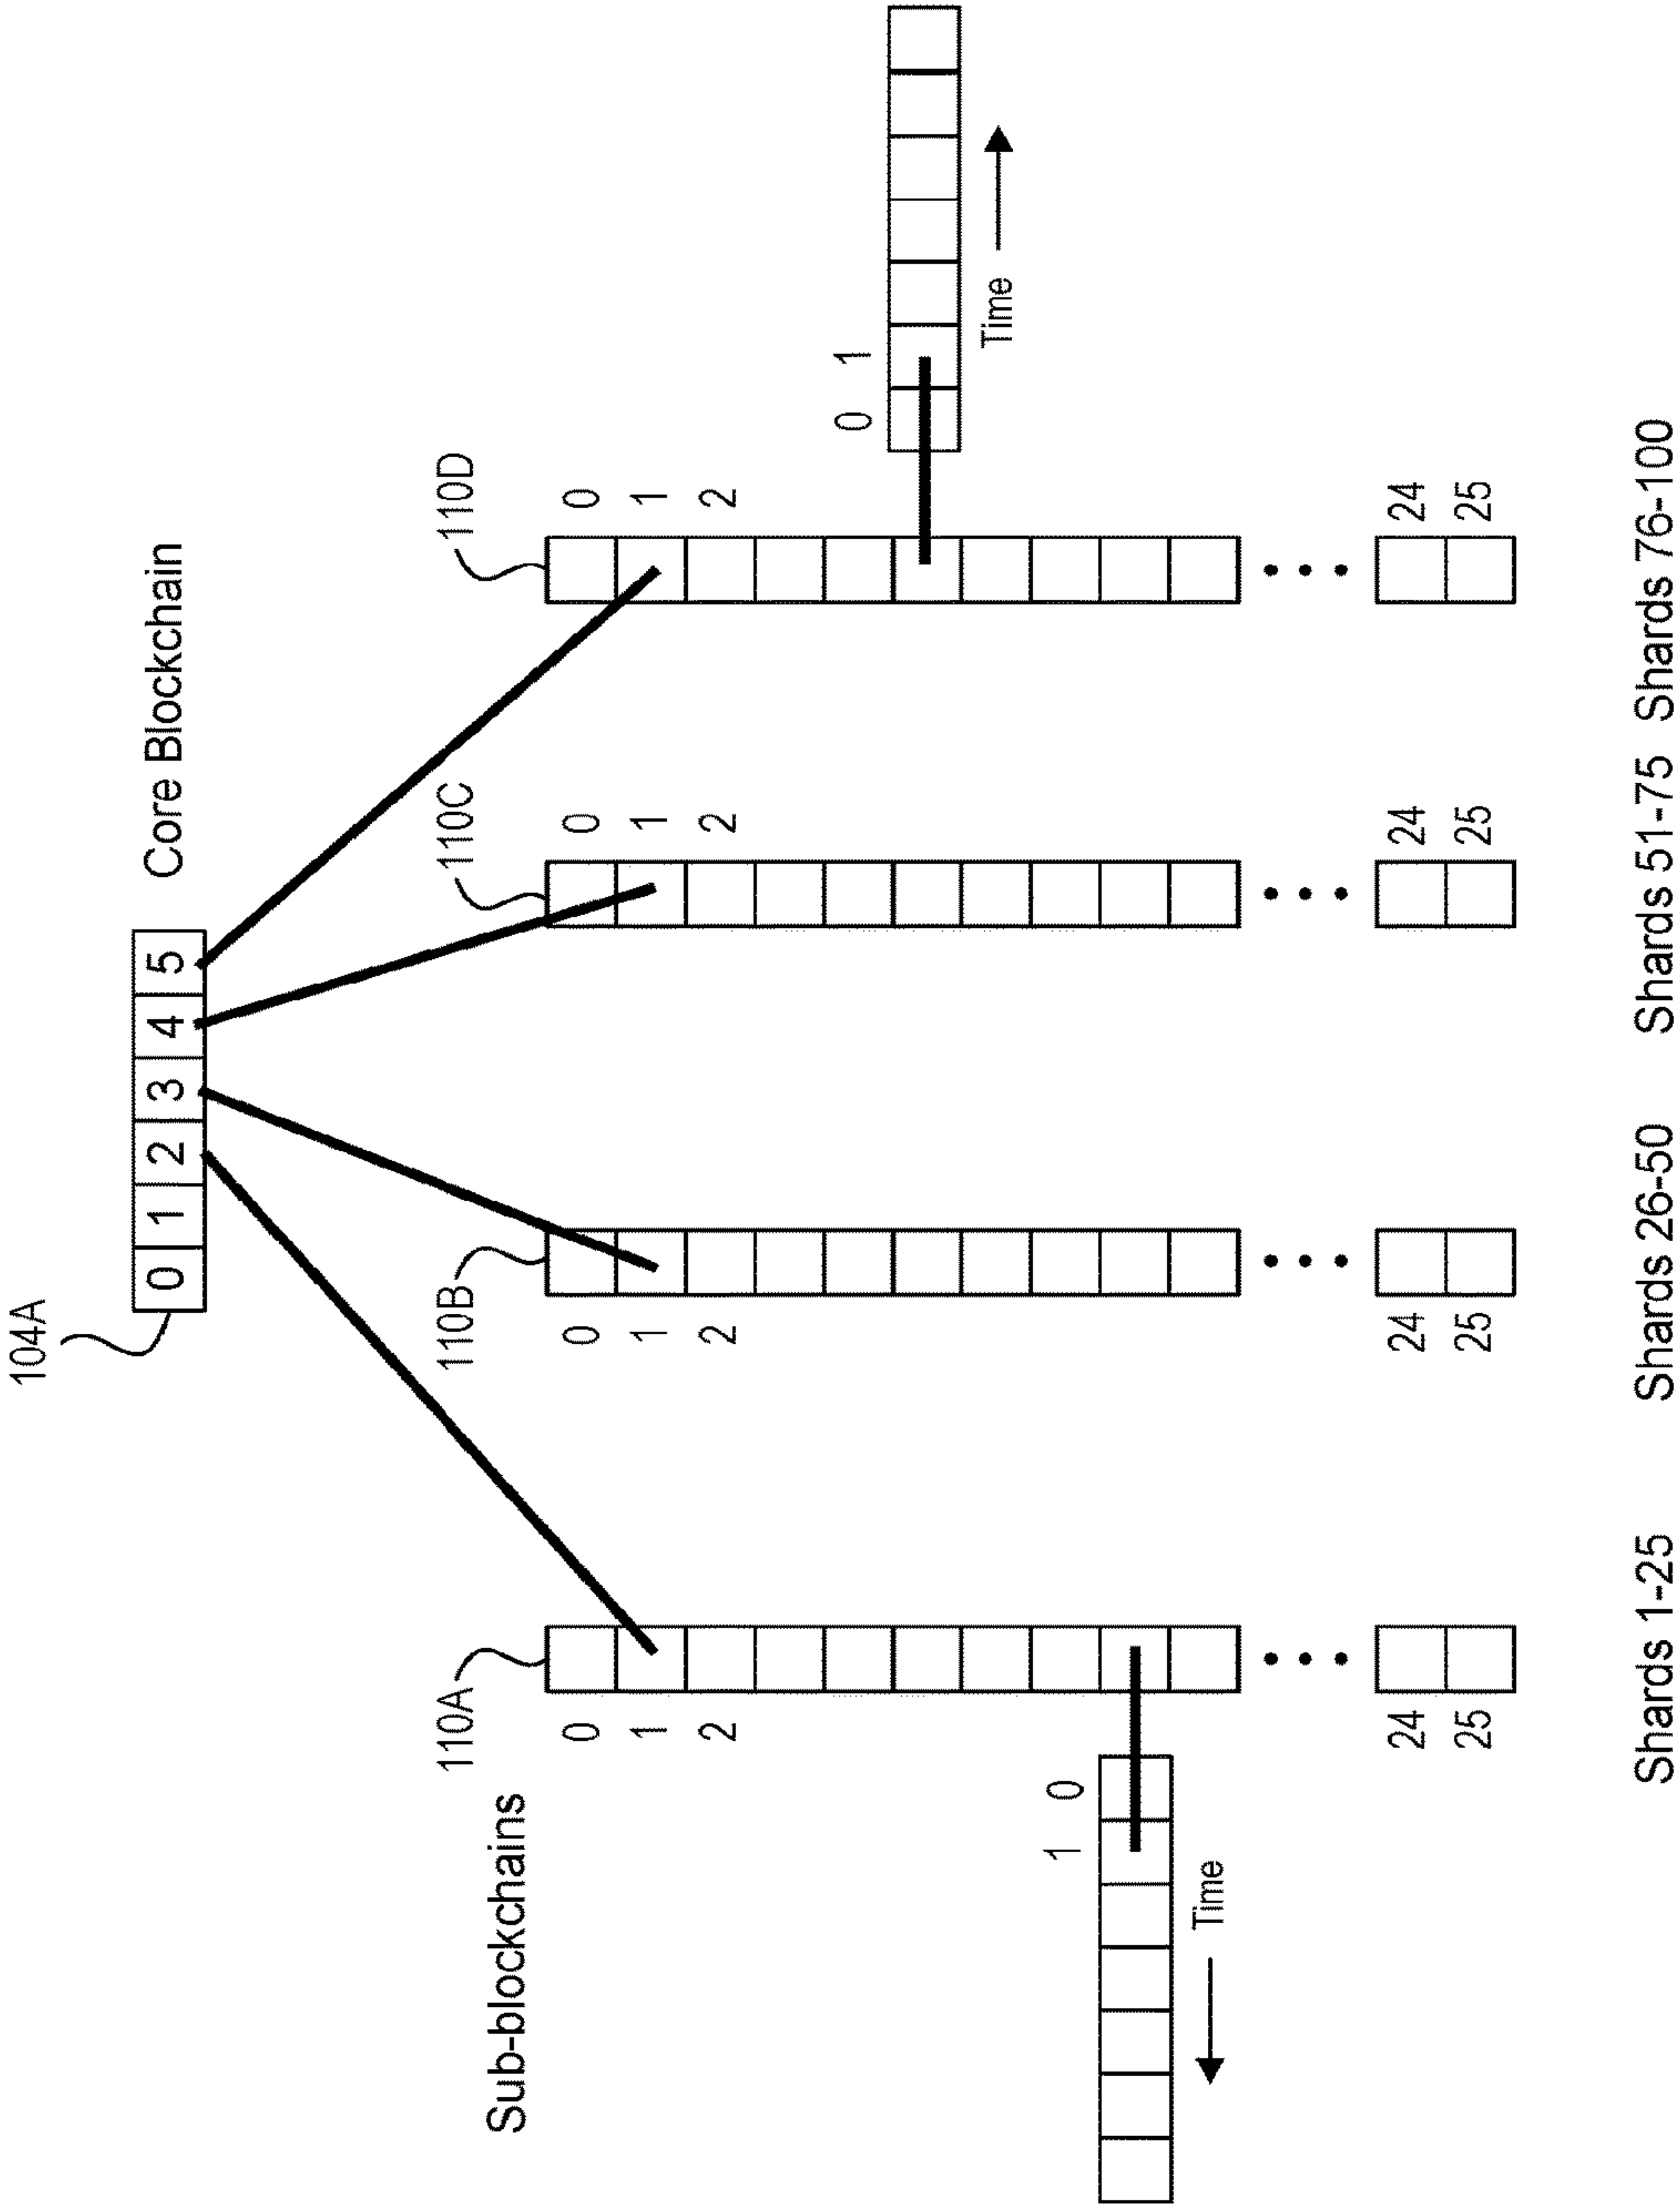 104A
0 1 2 3 4 5 Core Blockchain
Sub-blockchains
110A 110B 110C 110D
0 0 0 0
1 1 1 1
2 2 2 2
0 1
1 0
Time
Time
24 24 24 24
25 25 25 25
Shards 1-25 Shards 26-50 Shards 51-75 Shards 76-100